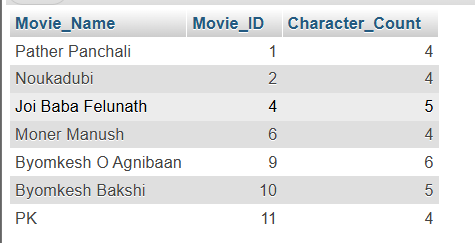 Movie_Name Movie_ID Character_Count
Pather Panchali 1 4
Noukadubi 2 4
Joi Baba Felunath 4 5
Moner Manush 6 4
Byomkesh O Agnibaan 9 6
Byomkesh Bakshi 10 5
PK 11 4